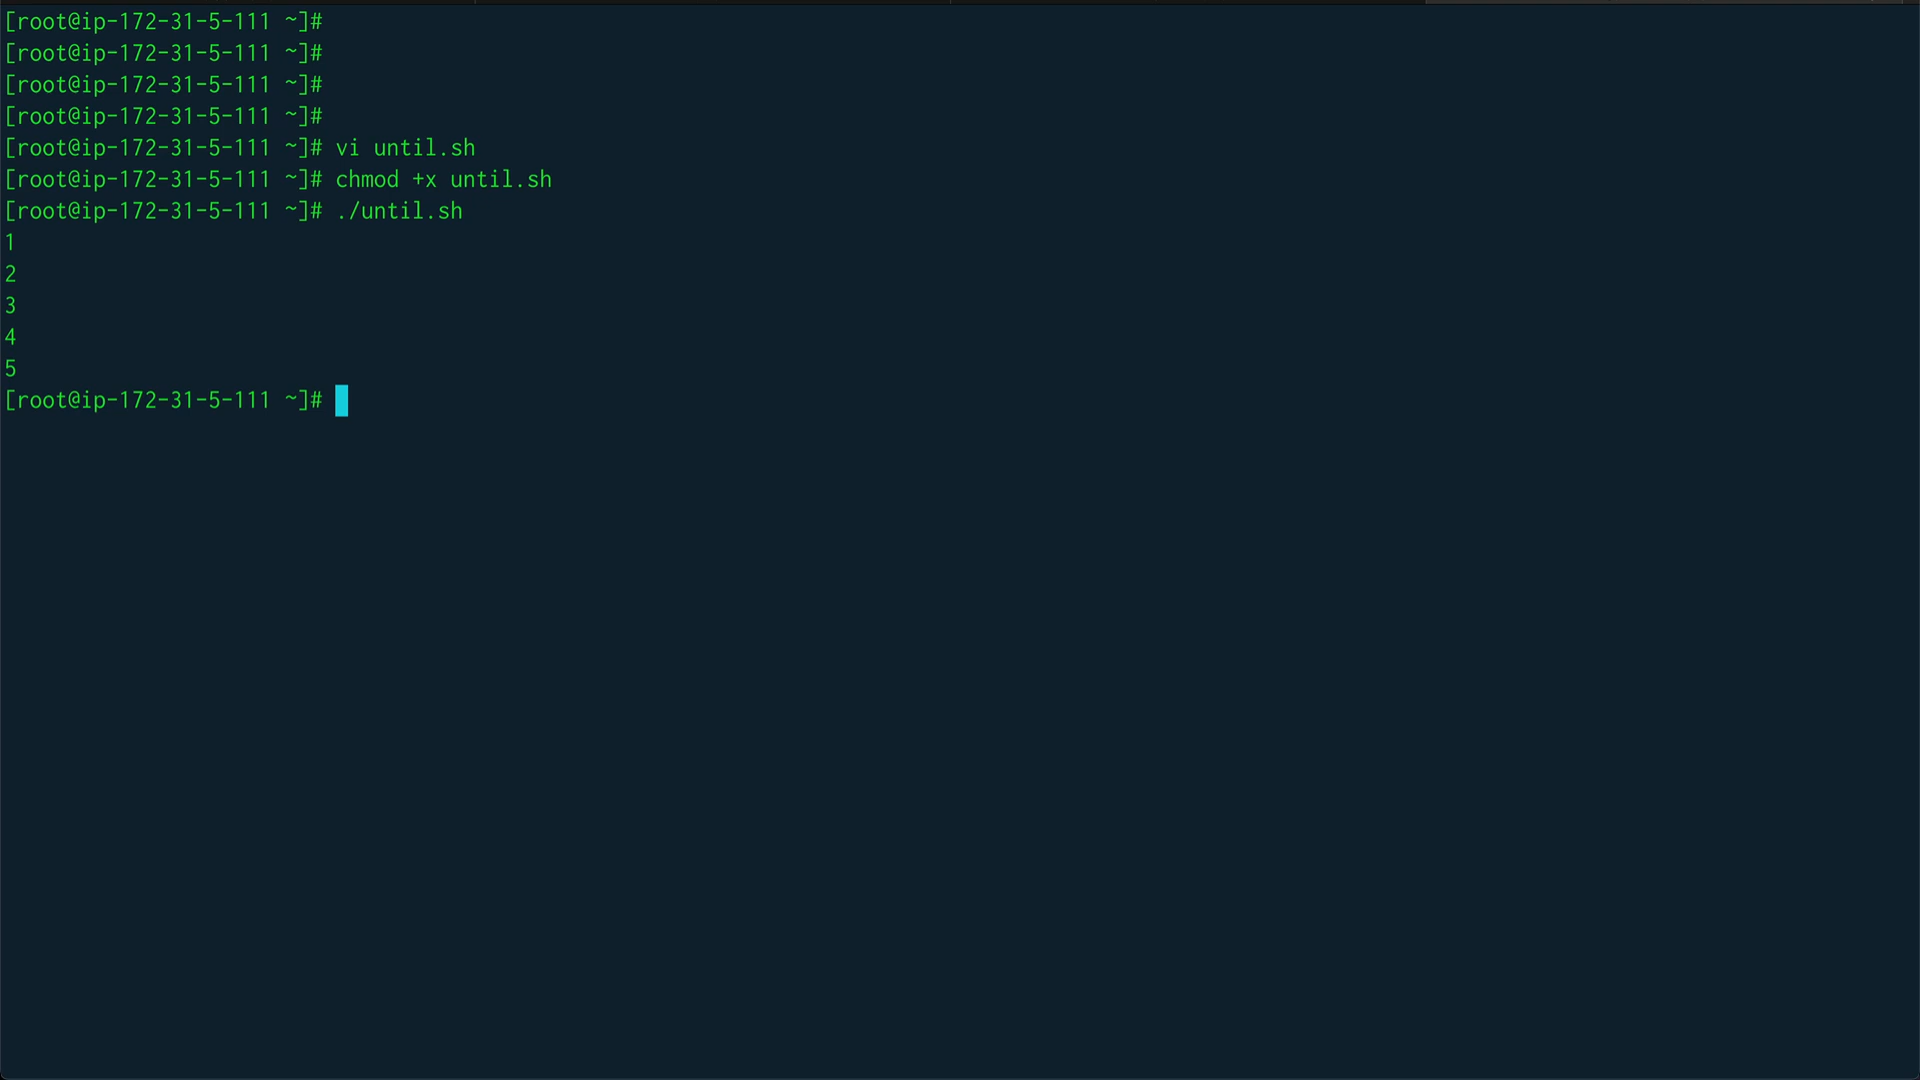 [root@ip-172-31-5-111 ~]#
[root@ip-172-31-5-111 ~]#
[root@ip-172-31-5-111 ~]#
[root@ip-172-31-5-111 ~]#
[root@ip-172-31-5-111 ~]# vi until.sh
[root@ip-172-31-5-111 ~]# chmod +x until.sh
[root@ip-172-31-5-111 ~]# ./until.sh
1
2
3
4
5
[root@ip-172-31-5-111 ~]#